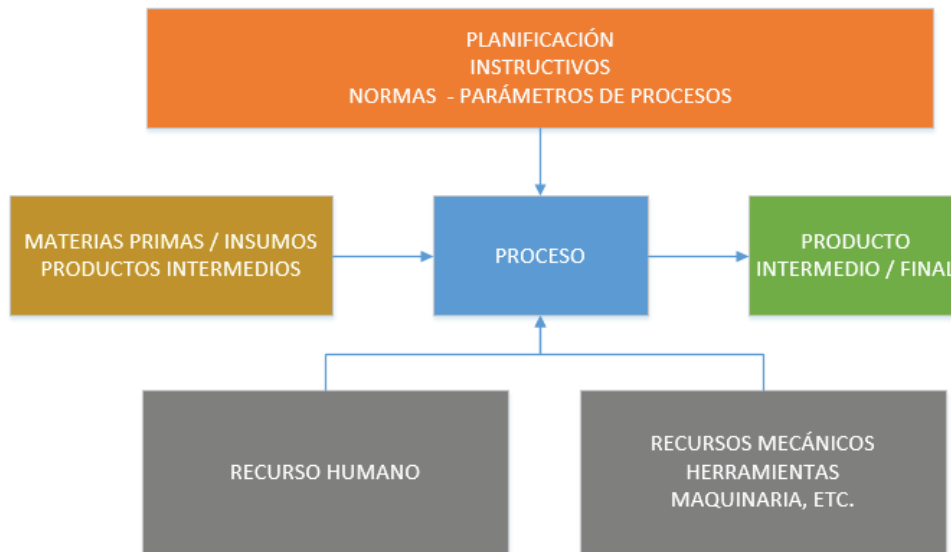 PLANIFICACIÓN
INSTRUCTIVOS
NORMAS - PARÁMETROS DE PROCESOS
MATERIAS PRIMAS / INSUMOS
PRODUCTOS INTERMEDIOS
PROCESO
PRODUCTO
INTERMEDIO / FINAL
RECURSO HUMANO
RECURSOS MECÁNICOS
HERRAMIENTAS
MAQUINARIA, ETC.